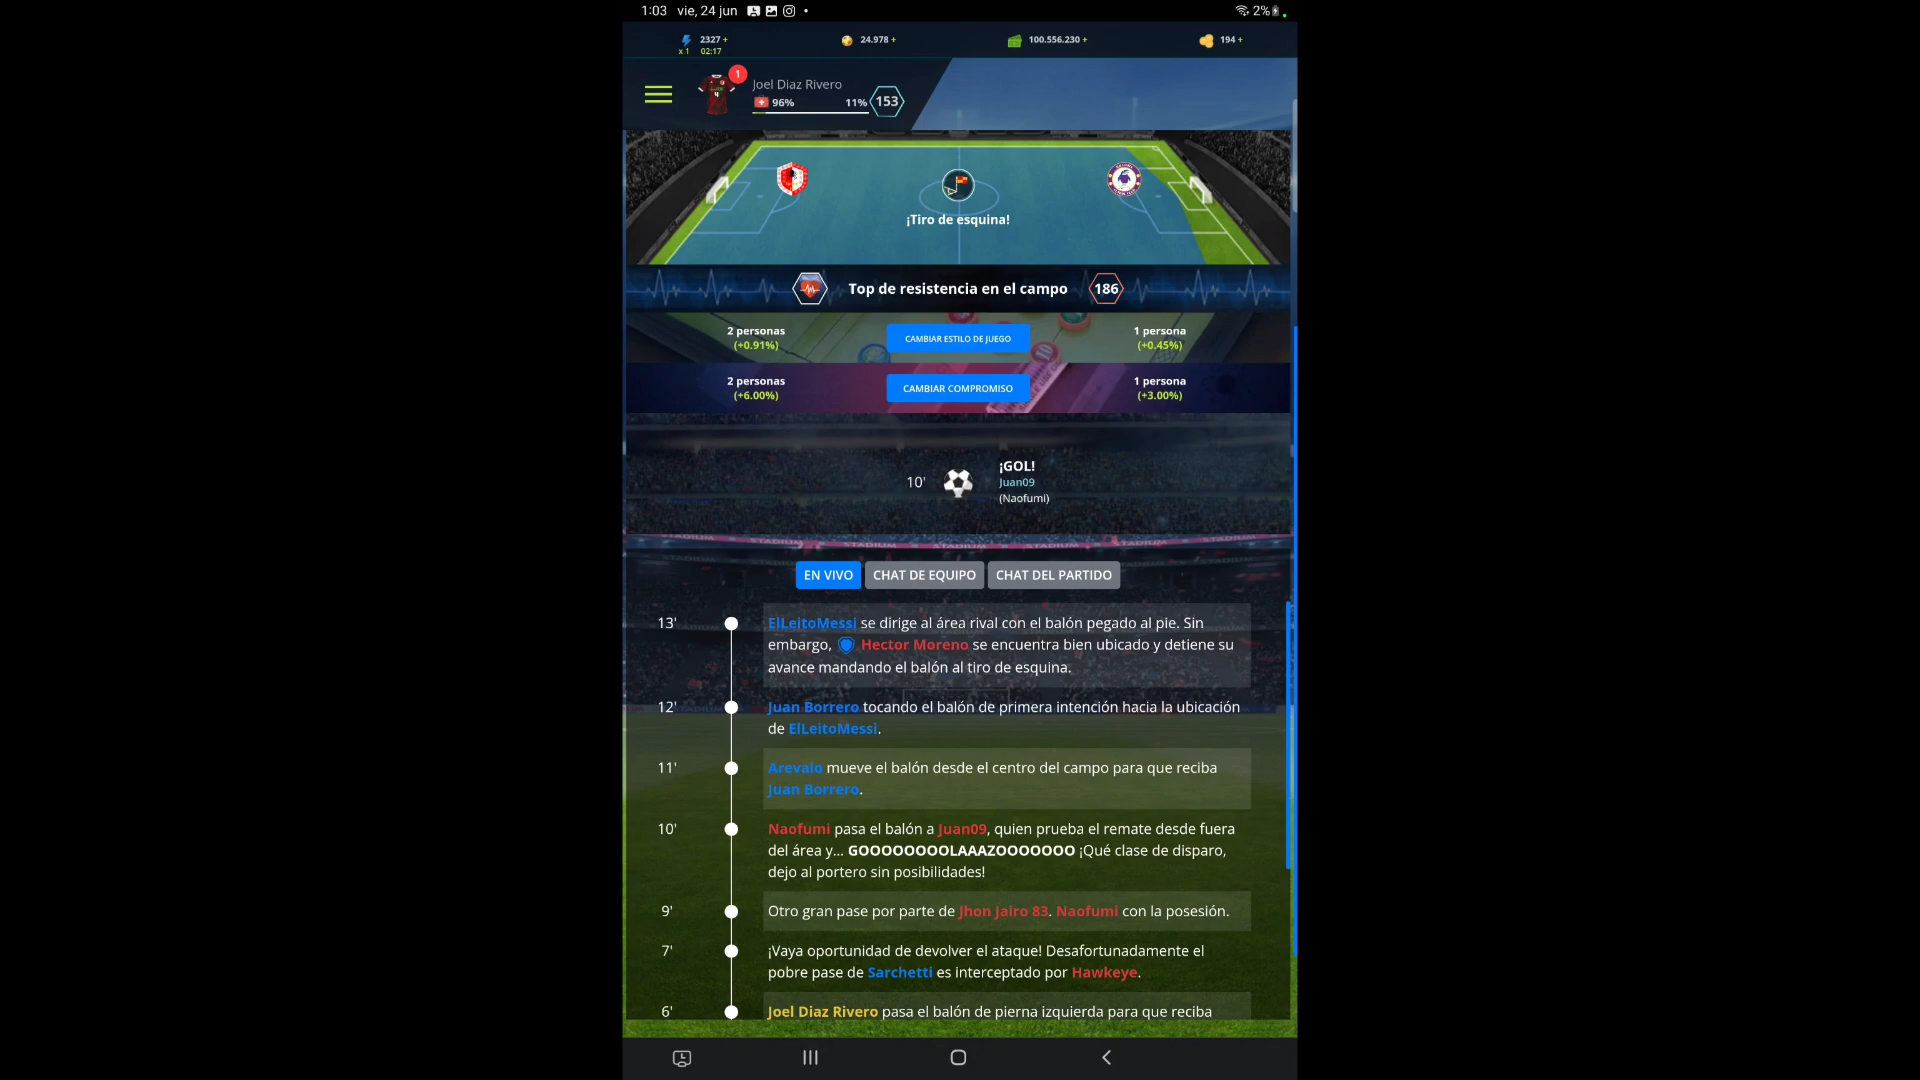 1:03 vie, 24 jun
2%
2327 +
x 1 02:17
24.978 +
100.556.230 +
194 +
1
Joel Diaz Rivero
96% 11% 153
¡Tiro de esquina!
Top de resistencia en el campo 186
2 personas
(+0.91%)
CAMBIAR ESTILO DE JUEGO
1 persona
(+0.45%)
2 personas
(+6.00%)
CAMBIAR COMPROMISO
1 persona
(+3.00%)
10'
¡GOL!
Juan09
(Naofumi)
STADIUM STADIUM STADIUM STADIUM STADIUM STADIUM STADIUM
EN VIVO CHAT DE EQUIPO CHAT DEL PARTIDO
13' ElLeitoMessi se dirige al área rival con el balón pegado al pie. Sin
embargo, Hector Moreno se encuentra bien ubicado y detiene su
avance mandando el balón al tiro de esquina.
12' Juan Borrero tocando el balón de primera intención hacia la ubicación
de ElLeitoMessi.
11' Arevalo mueve el balón desde el centro del campo para que reciba
Juan Borrero.
10' Naofumi pasa el balón a Juan09, quien prueba el remate desde fuera
del área y... GOOOOOOOOLAAAZOOOOOOO ¡Qué clase de disparo,
dejo al portero sin posibilidades!
9' Otro gran pase por parte de Jhon Jairo 83. Naofumi con la posesión.
7' ¡Vaya oportunidad de devolver el ataque! Desafortunadamente el
pobre pase de Sarchetti es interceptado por Hawkeye.
6' Joel Diaz Rivero pasa el balón de pierna izquierda para que reciba